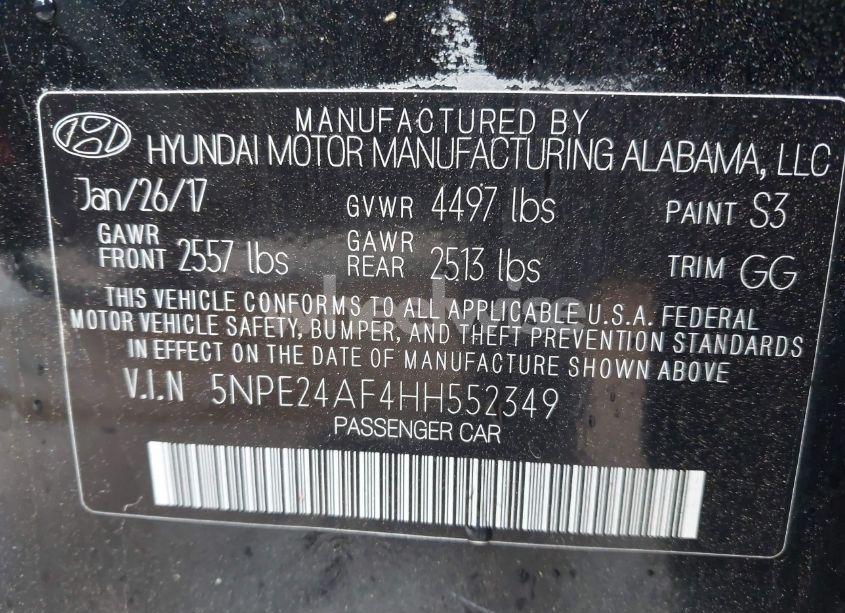 MANUFACTURED BY
HYUNDAI MOTOR MANUFACTURING ALABAMA, LLC
Jan/26/17 GVWR 4497 lbs PAINT S3
GAWR FRONT 2557 lbs GAWR REAR 2513 lbs TRIM GG
THIS VEHICLE CONFORMS TO ALL APPLICABLE U.S.A. FEDERAL
MOTOR VEHICLE SAFETY, BUMPER, AND THEFT PREVENTION STANDARDS
IN EFFECT ON THE DATE OF MANUFACTURE SHOWN ABOVE
V.I.N 5NPE24AF4HH552349
PASSENGER CAR